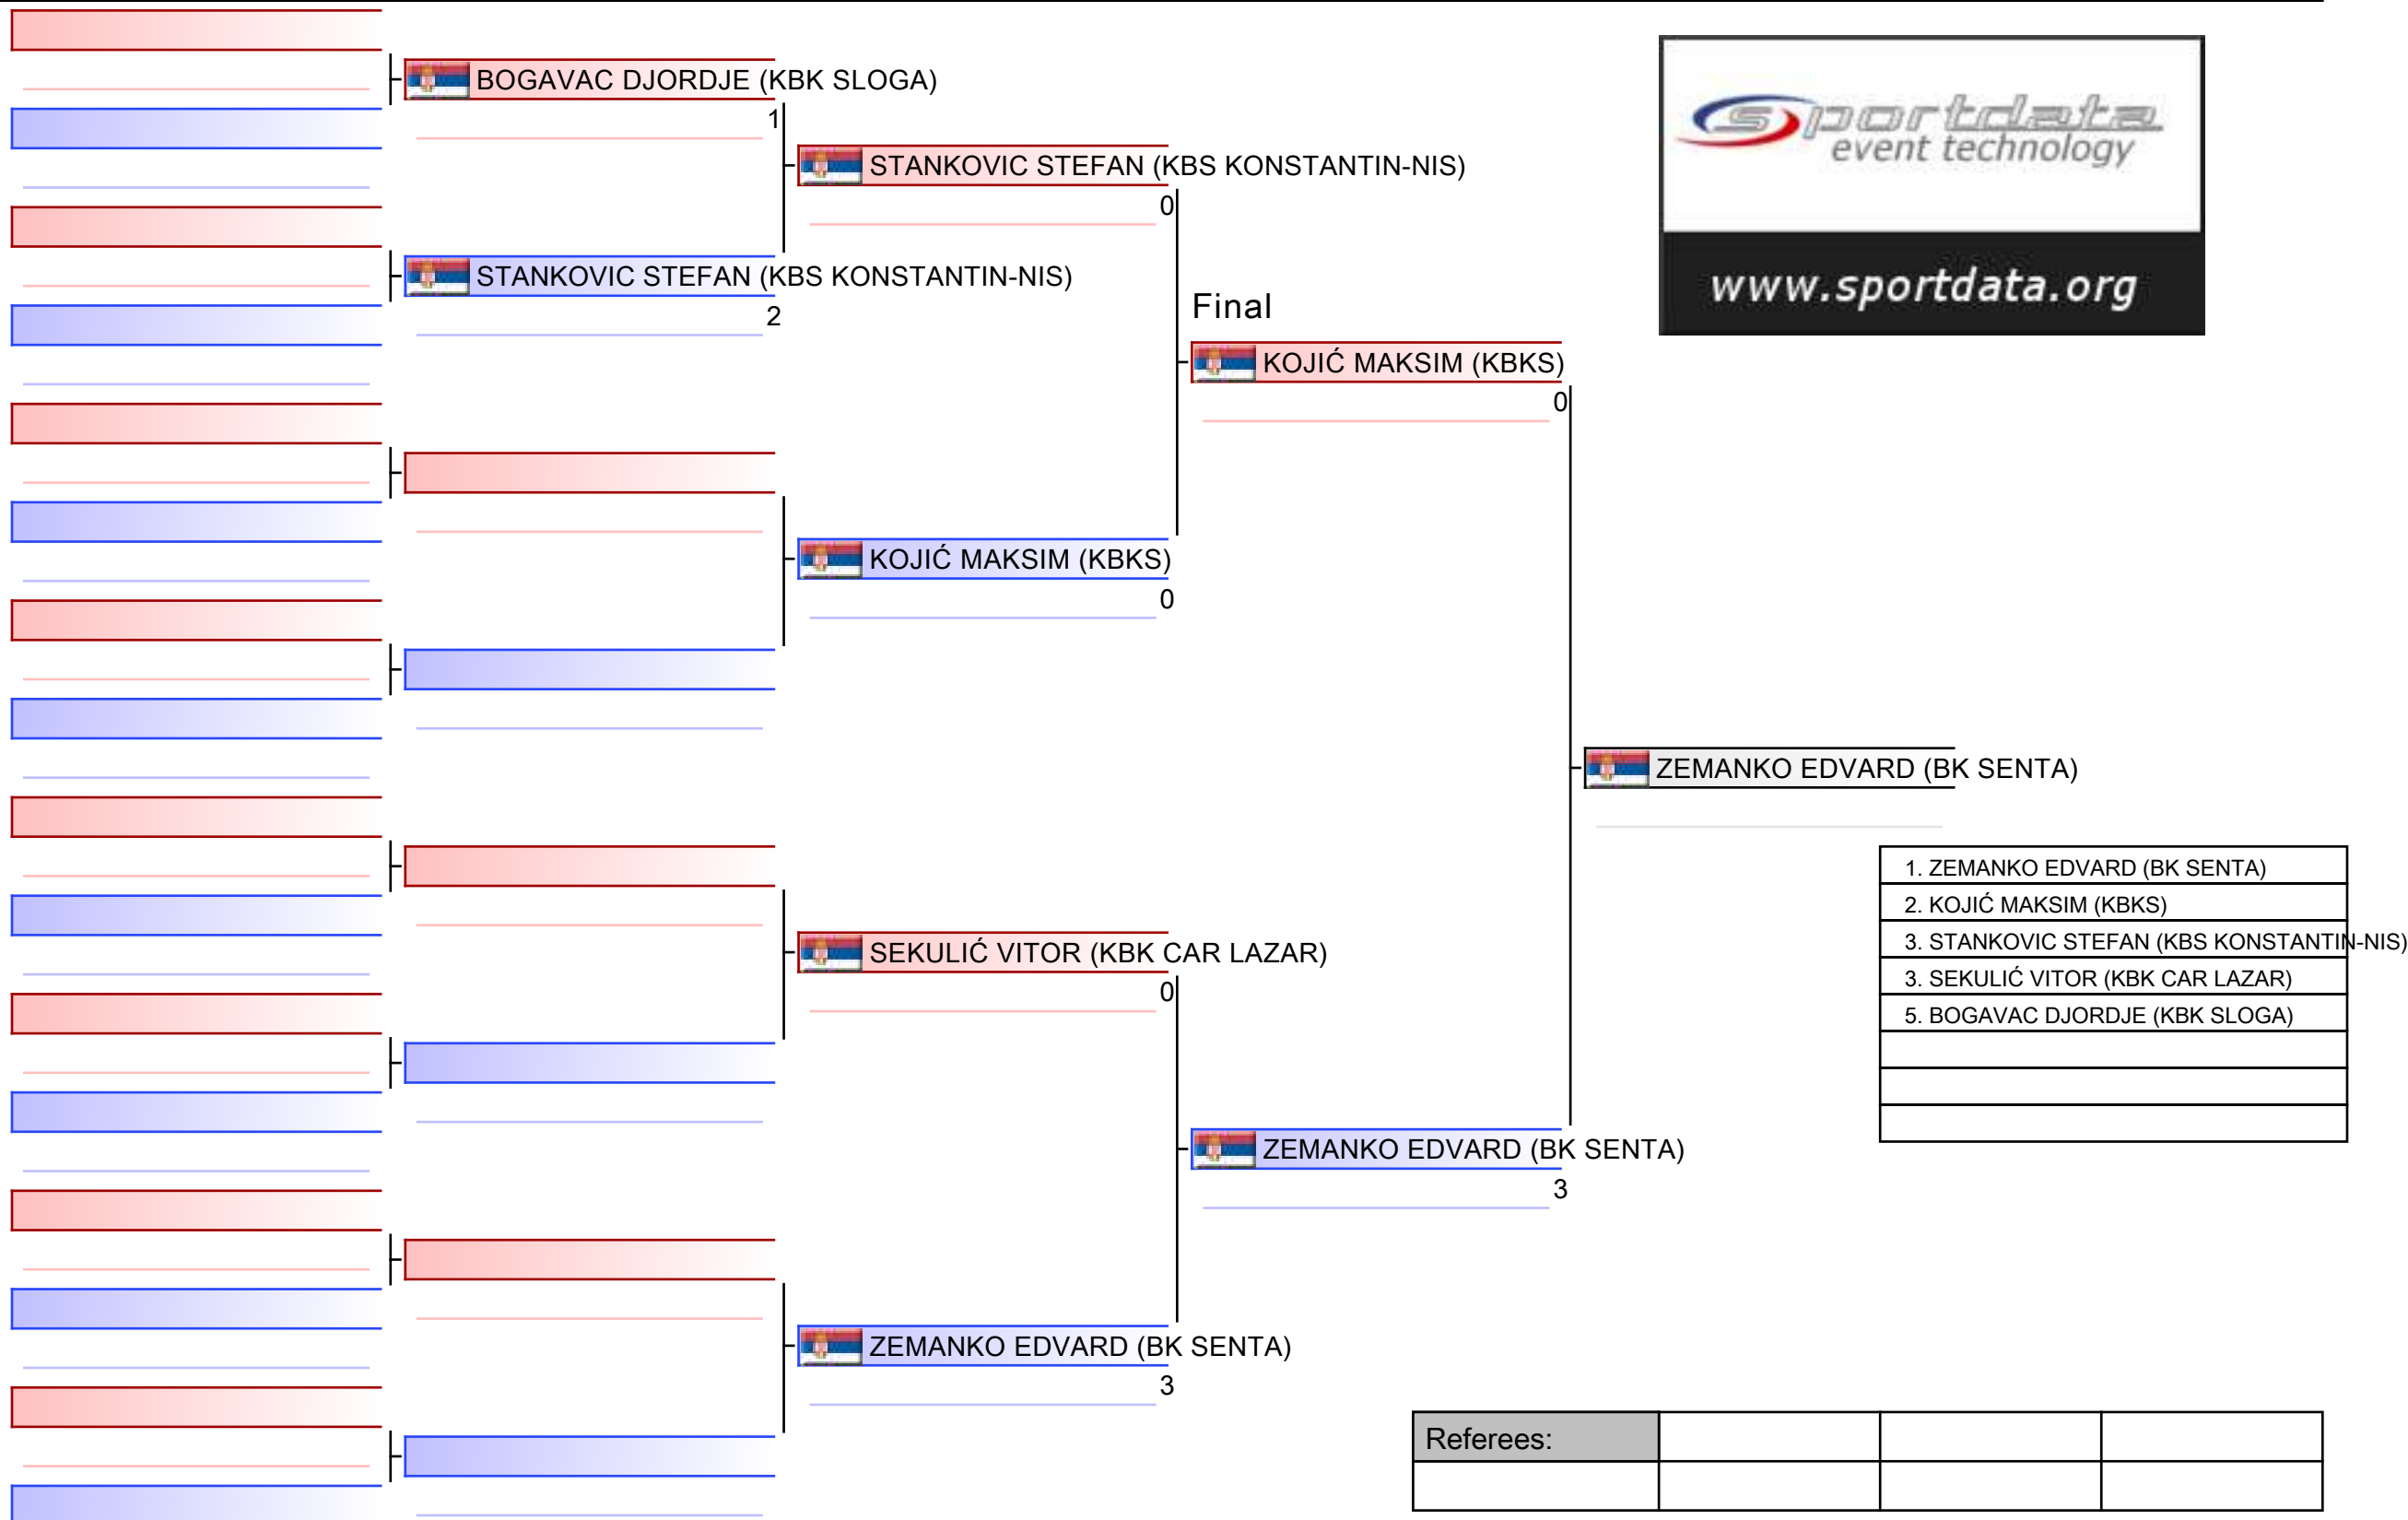 BOGAVAC DJORDJE (KBK SLOGA)
1
STANKOVIC STEFAN (KBS KONSTANTIN-NIS)
2
STANKOVIC STEFAN (KBS KONSTANTIN-NIS)
0
KOJIĆ MAKSIM (KBKS)
0
SEKULIĆ VITOR (KBK CAR LAZAR)
0
ZEMANKO EDVARD (BK SENTA)
3
Final
KOJIĆ MAKSIM (KBKS)
0
ZEMANKO EDVARD (BK SENTA)
3
ZEMANKO EDVARD (BK SENTA)
sportdata
event technology
www.sportdata.org
1. ZEMANKO EDVARD (BK SENTA)
2. KOJIĆ MAKSIM (KBKS)
3. STANKOVIC STEFAN (KBS KONSTANTIN-NIS)
3. SEKULIĆ VITOR (KBK CAR LAZAR)
5. BOGAVAC DJORDJE (KBK SLOGA)
Referees: